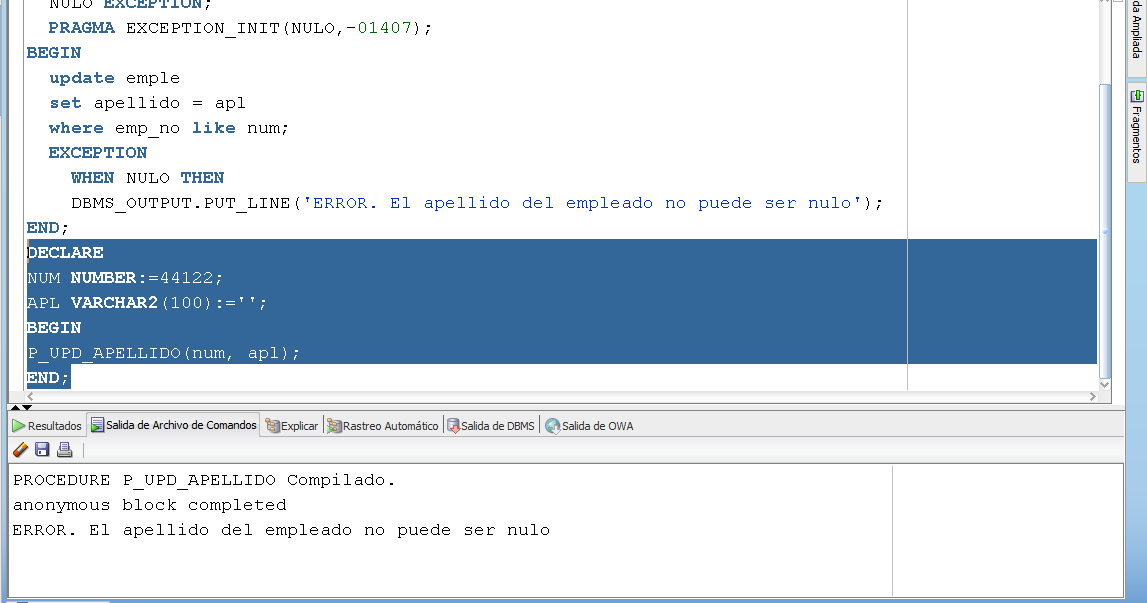 NULO EXCEPTION;
PRAGMA EXCEPTION_INIT(NULO,-01407);
BEGIN
update emple
set apellido = apl
where emp_no like num;
EXCEPTION
WHEN NULO THEN
DBMS_OUTPUT.PUT_LINE('ERROR. El apellido del empleado no puede ser nulo');
END;
DECLARE
NUM NUMBER:=44122;
APL VARCHAR2(100):='';
BEGIN
P_UPD_APELLIDO(num, apl);
END;
Ampliada
Fragmentos
Resultados Salida de Archivo de Comandos Explicar Rastreo Automático Salida de DBMS Salida de OWA
PROCEDURE P_UPD_APELLIDO Compilado.
anonymous block completed
ERROR. El apellido del empleado no puede ser nulo